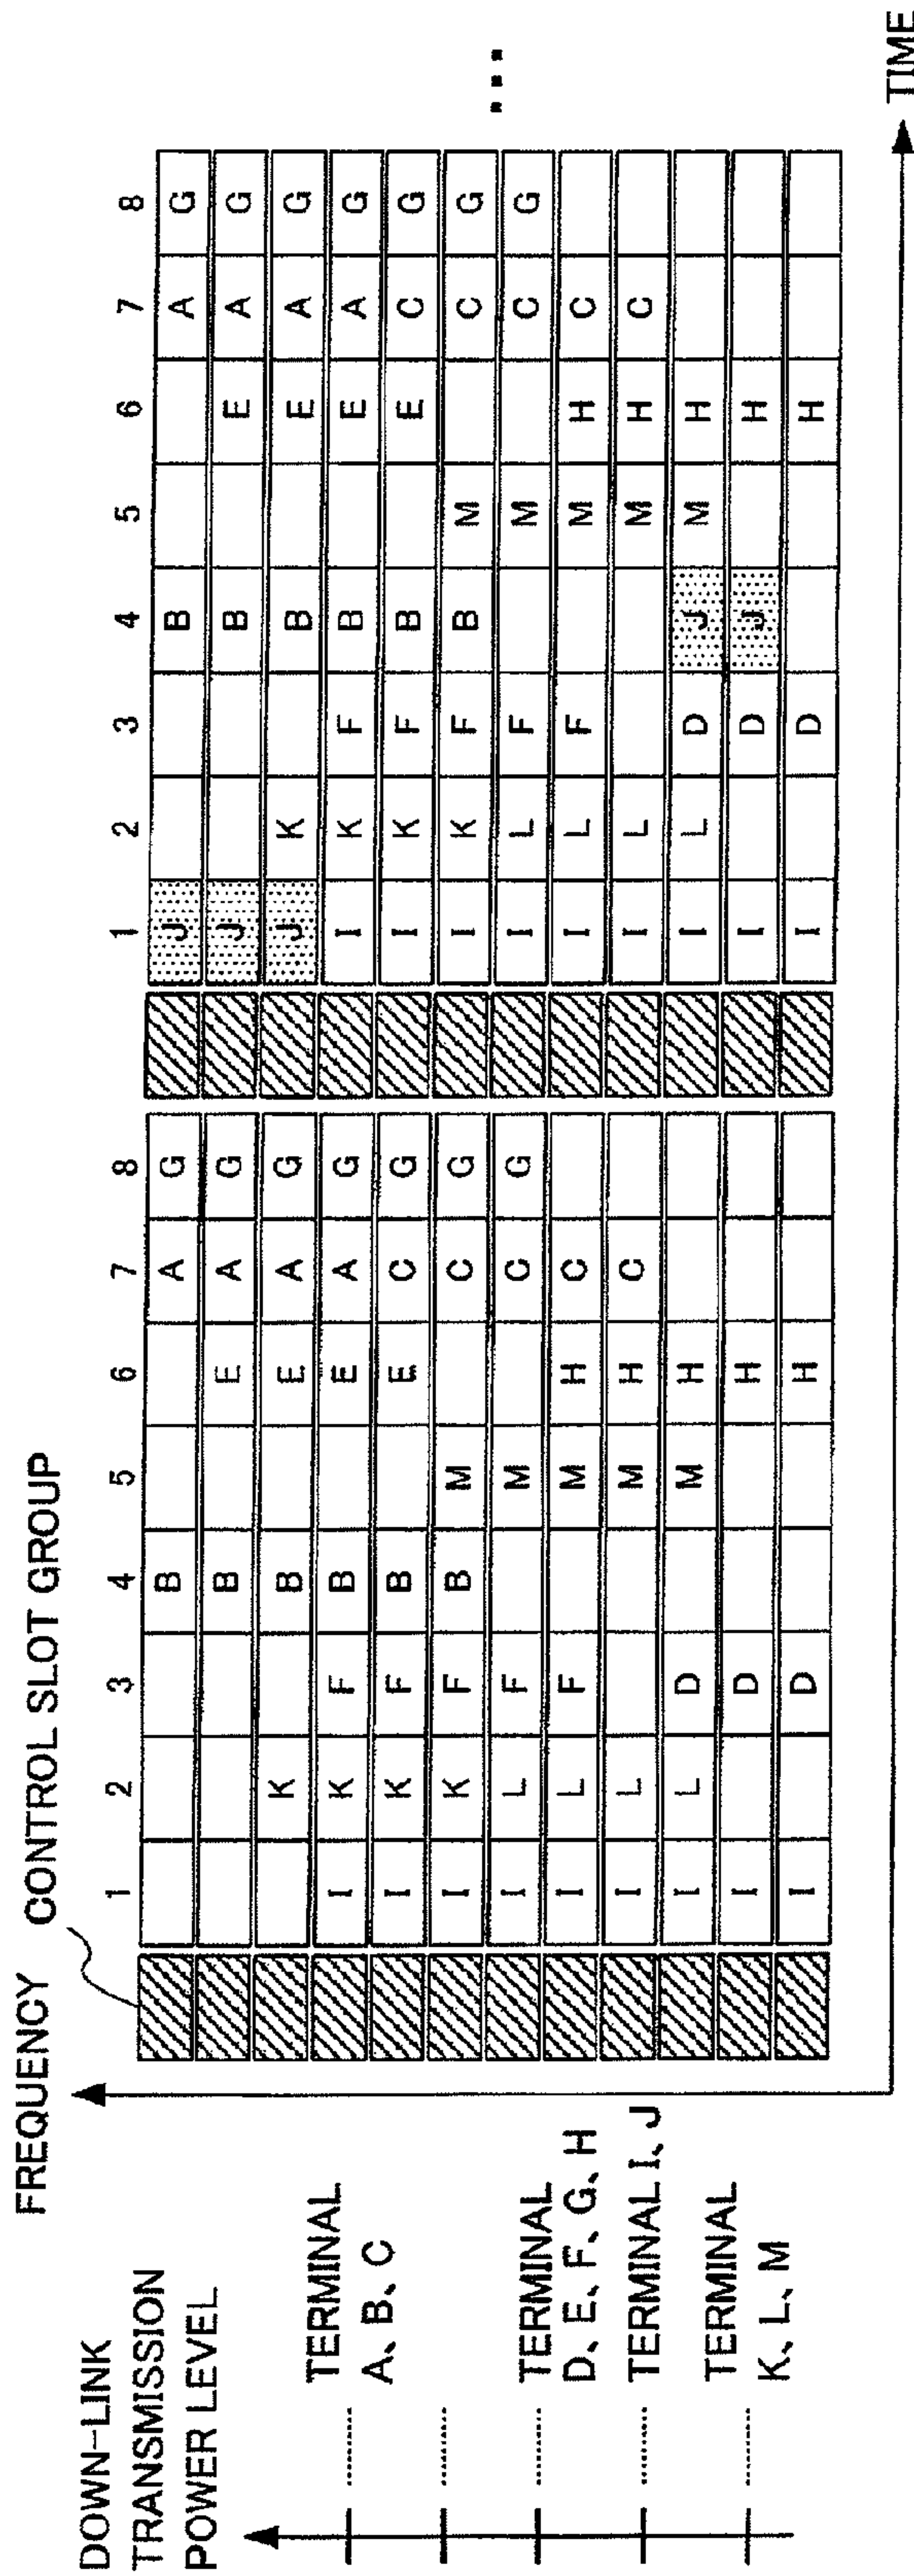 DOWN-LINK
TRANSMISSION
POWER LEVEL
TERMINAL
A、B、C
TERMINAL
D、E、F、G、H
TERMINAL I、J
TERMINAL
K、L、M
FREQUENCY
CONTROL SLOT GROUP
1 2 3 4 5 6 7 8 1 2 3 4 5 6 7 8
B A G J B A G
B E A G J B E A G
K B E A G J K B E A G
I K F B E A G I K F B E A G
I K F B E C G I K F B E C G
I K F B M C G I K F B M C G
I L F M C G I L F M C G
I L F M H C I L F M H C
I L M H C I L M H C
I L D M H I L D J M H
I D H I D J H
I D H I D H
...
TIME